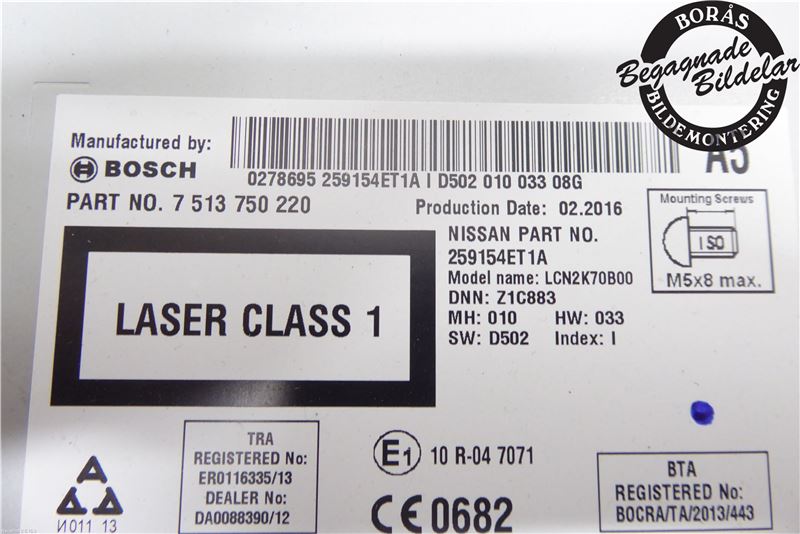 BORÅS
Begagnade
Bildelar
BILDEMONTERING
Manufactured by:
BOSCH
0278695 259154ET1A I D502 010 033 08G
A5
PART NO. 7 513 750 220
Production Date: 02.2016
Mounting Screws
ISO
M5x8 max.
NISSAN PART NO.
259154ET1A
Model name: LCN2K70B00
DNN: Z1C883
MH: 010 HW: 033
SW: D502 Index: I
LASER CLASS 1
TRA
REGISTERED No:
ER0116335/13
DEALER No:
DA0088390/12
E1 10 R-04 7071
CE 0682
BTA
REGISTERED No:
BOCRA/TA/2013/443
И011 13